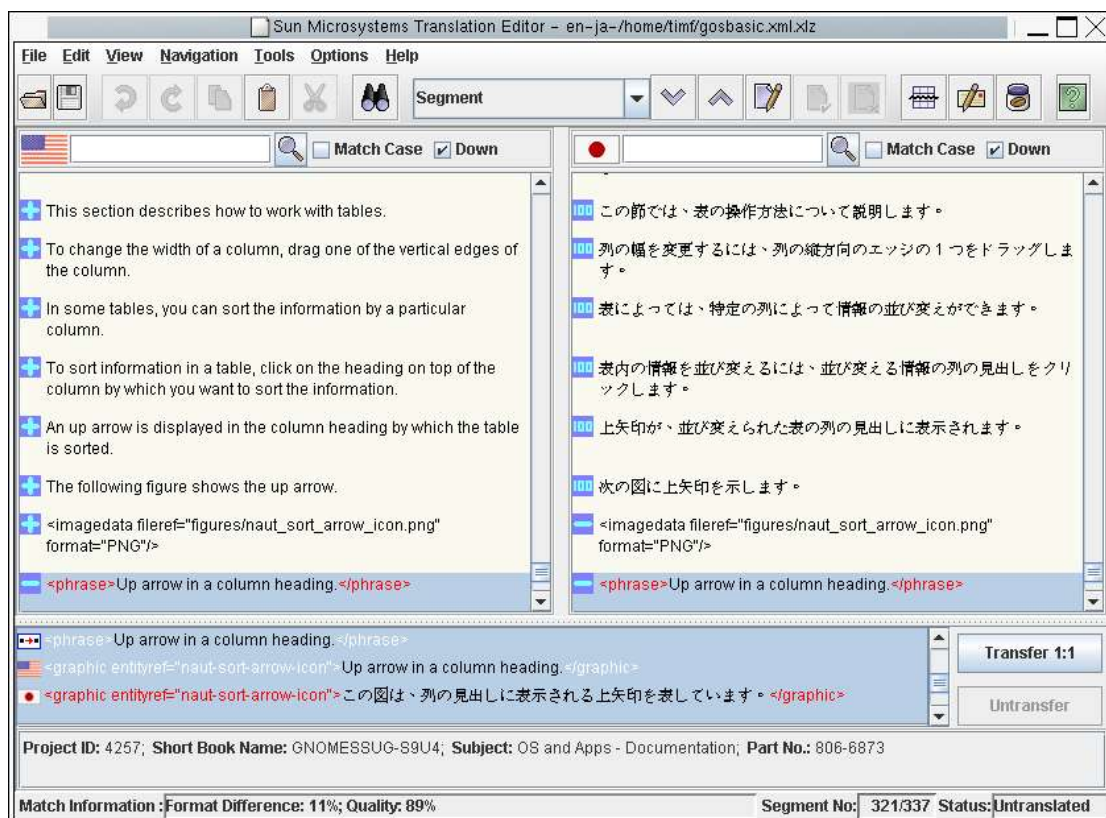 Sun Microsystems Translation Editor - en-ja-/home/timf/gosbasic.xml.xlz
File Edit View Navigation Tools Options Help
Segment
Match Case Down
Match Case Down
This section describes how to work with tables.
To change the width of a column, drag one of the vertical edges of
the column.
In some tables, you can sort the information by a particular
column.
To sort information in a table, click on the heading on top of the
column by which you want to sort the information.
An up arrow is displayed in the column heading by which the table
is sorted.
The following figure shows the up arrow.
<imagedata fileref="figures/naut_sort_arrow_icon.png"
format="PNG"/>
<phrase>Up arrow in a column heading.</phrase>
100 この節では、表の操作方法について説明します。
100 列の幅を変更するには、列の縦方向のエッジの1つをドラッグしま
す。
100 表によっては、特定の列によって情報の並び変えができます。
100 表内の情報を並び変えるには、並び変える情報の列の見出しをクリ
ックします。
100 上矢印が、並び変えられた表の列の見出しに表示されます。
100 次の図に上矢印を示します。
<imagedata fileref="figures/naut_sort_arrow_icon.png"
format="PNG"/>
<phrase>Up arrow in a column heading.</phrase>
<phrase>Up arrow in a column heading.</phrase>
<graphic entityref="naut-sort-arrow-icon">Up arrow in a column heading.</graphic>
<graphic entityref="naut-sort-arrow-icon">この図は、列の見出しに表示される上矢印を表しています。</graphic>
Transfer 1:1
Untransfer
Project ID: 4257; Short Book Name: GNOMESSUG-S9U4; Subject: OS and Apps - Documentation; Part No.: 806-6873
Match Information :Format Difference: 11%; Quality: 89%
Segment No: 321/337 Status:Untranslated